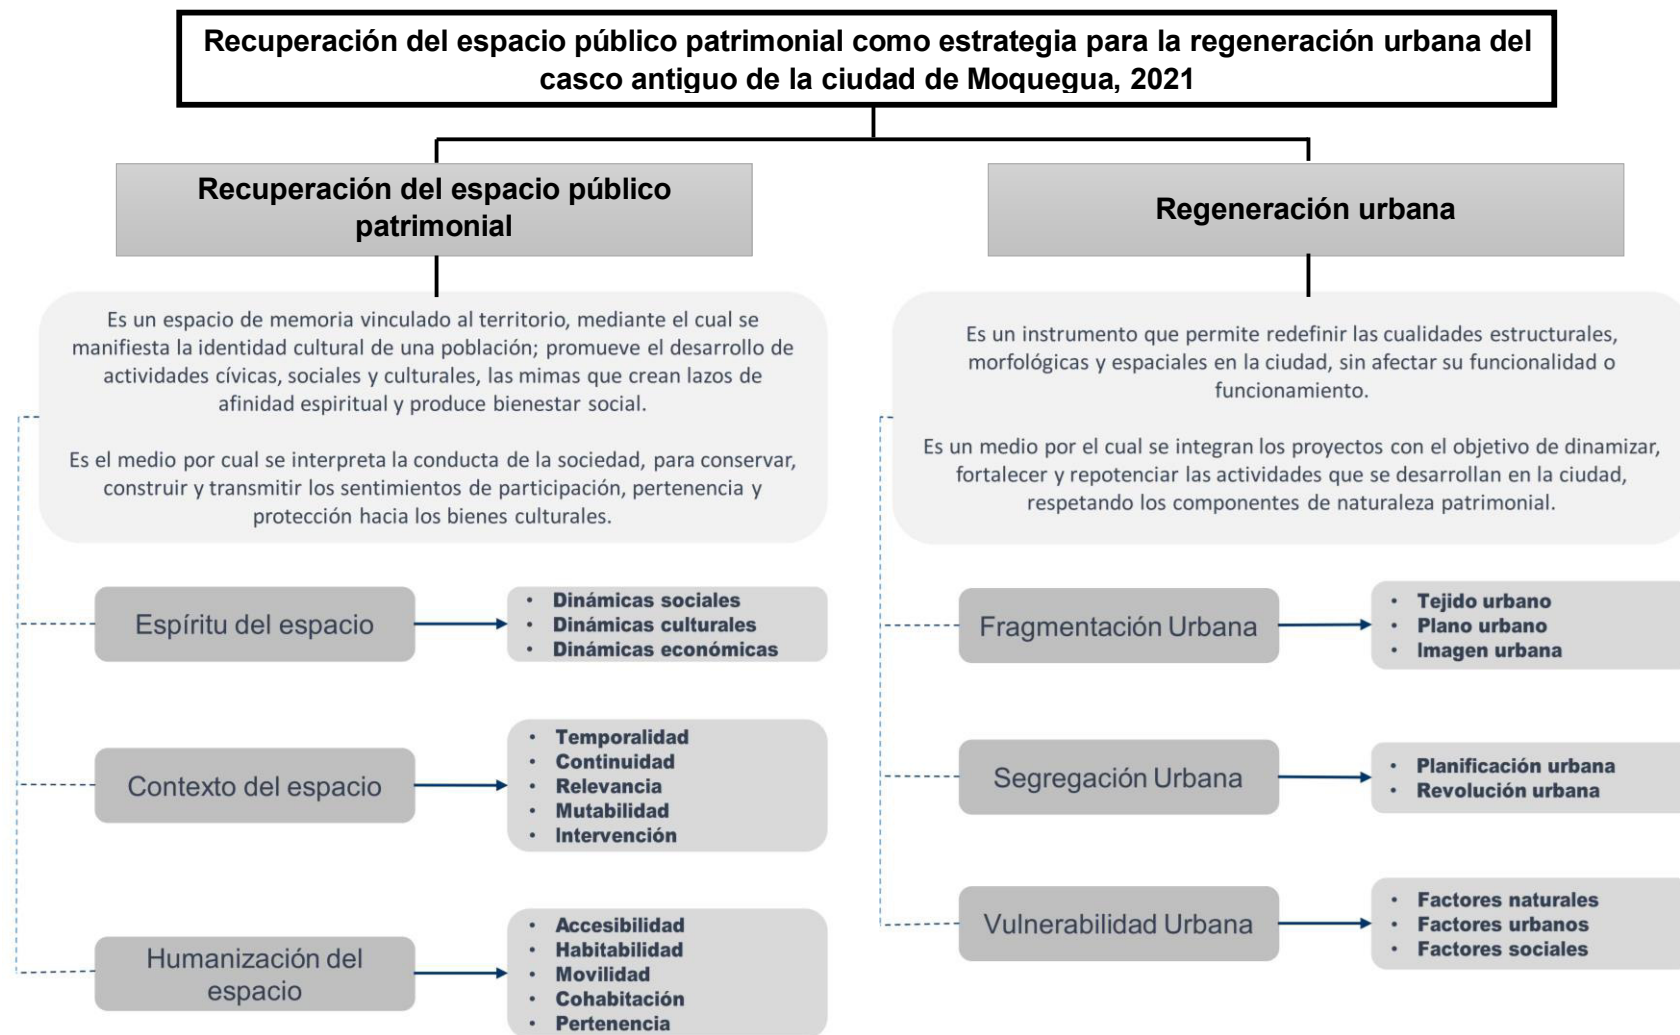 Recuperación del espacio público patrimonial como estrategia para la regeneración urbana del
casco antiguo de la ciudad de Moquegua, 2021
Recuperación del espacio público
patrimonial
Es un espacio de memoria vinculado al territorio, mediante el cual se
manifiesta la identidad cultural de una población; promueve el desarrollo de
actividades cívicas, sociales y culturales, las mimas que crean lazos de
afinidad espiritual y produce bienestar social.
Es el medio por cual se interpreta la conducta de la sociedad, para conservar,
construir y transmitir los sentimientos de participación, pertenencia y
protección hacia los bienes culturales.
Espíritu del espacio
• Dinámicas sociales
• Dinámicas culturales
• Dinámicas económicas
Contexto del espacio
• Temporalidad
• Continuidad
• Relevancia
• Mutabilidad
• Intervención
Humanización del
espacio
• Accesibilidad
• Habitabilidad
• Movilidad
• Cohabitación
• Pertenencia
Regeneración urbana
Es un instrumento que permite redefinir las cualidades estructurales,
morfológicas y espaciales en la ciudad, sin afectar su funcionalidad o
funcionamiento.
Es un medio por el cual se integran los proyectos con el objetivo de dinamizar,
fortalecer y repotenciar las actividades que se desarrollan en la ciudad,
respetando los componentes de naturaleza patrimonial.
Fragmentación Urbana
• Tejido urbano
• Plano urbano
• Imagen urbana
Segregación Urbana
• Planificación urbana
• Revolución urbana
Vulnerabilidad Urbana
• Factores naturales
• Factores urbanos
• Factores sociales